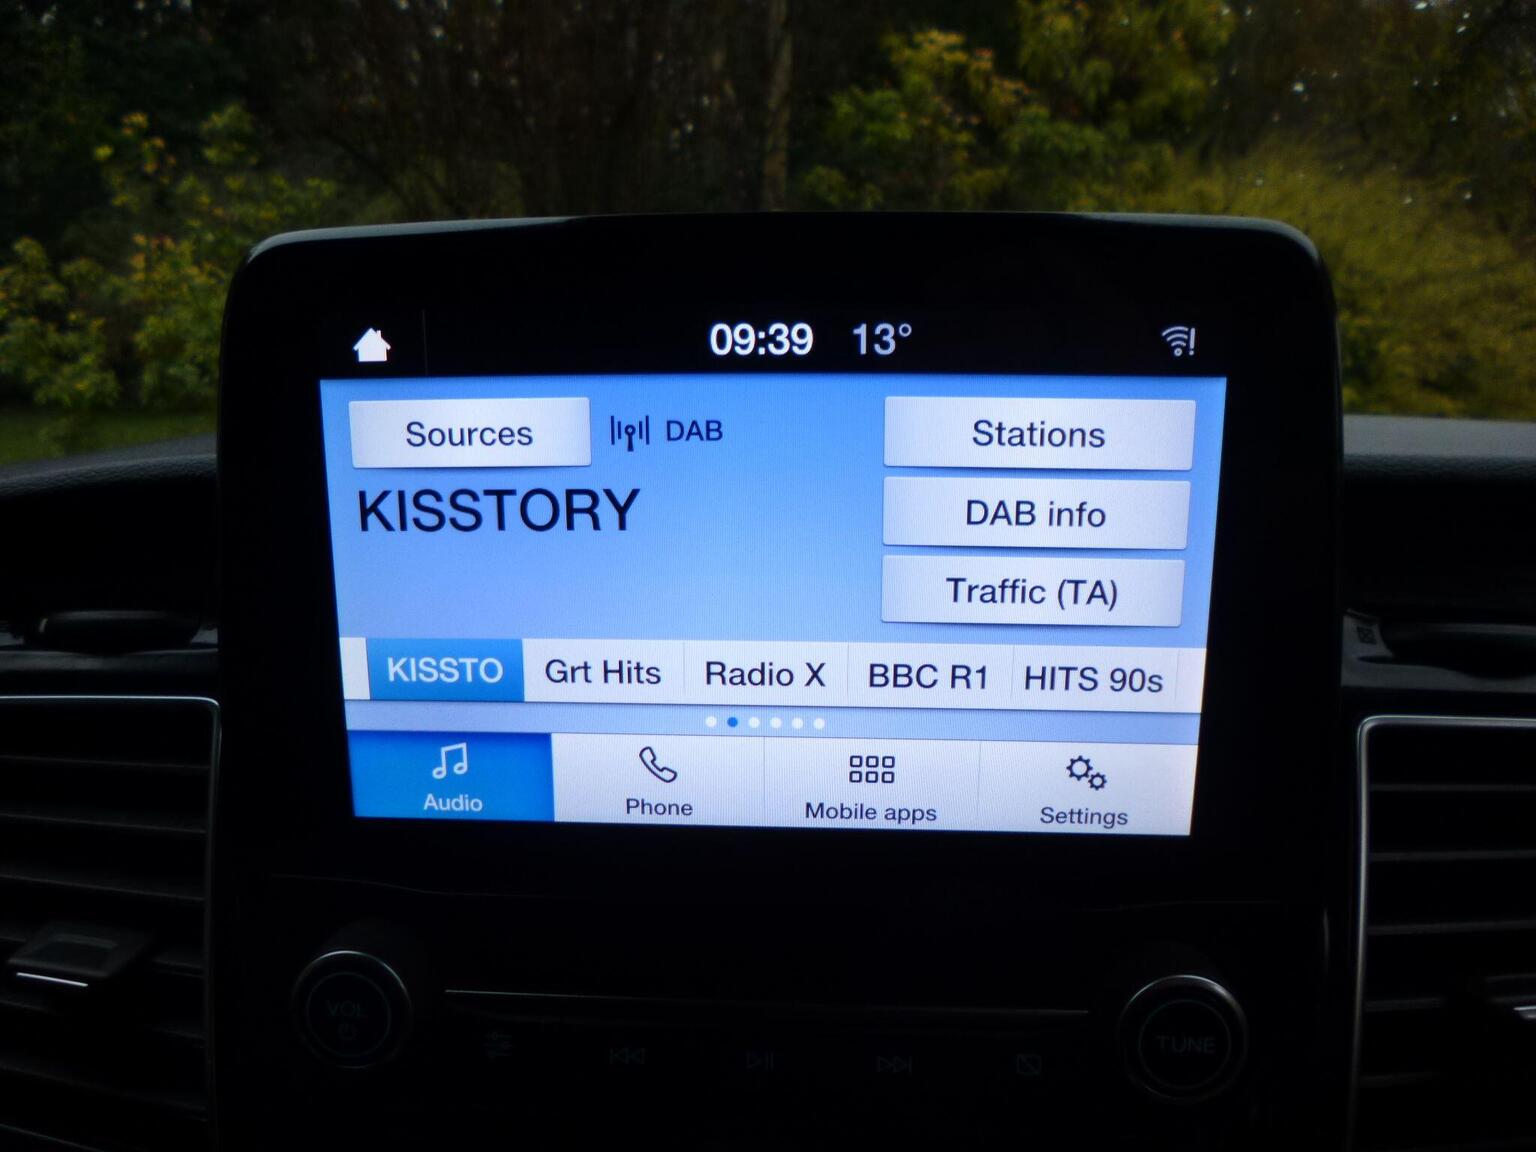 09:39 13°
Sources DAB Stations
KISSTORY
DAB info
Traffic (TA)
KISSTO Grt Hits Radio X BBC R1 HITS 90s
Audio Phone Mobile apps Settings
VOL
TUNE